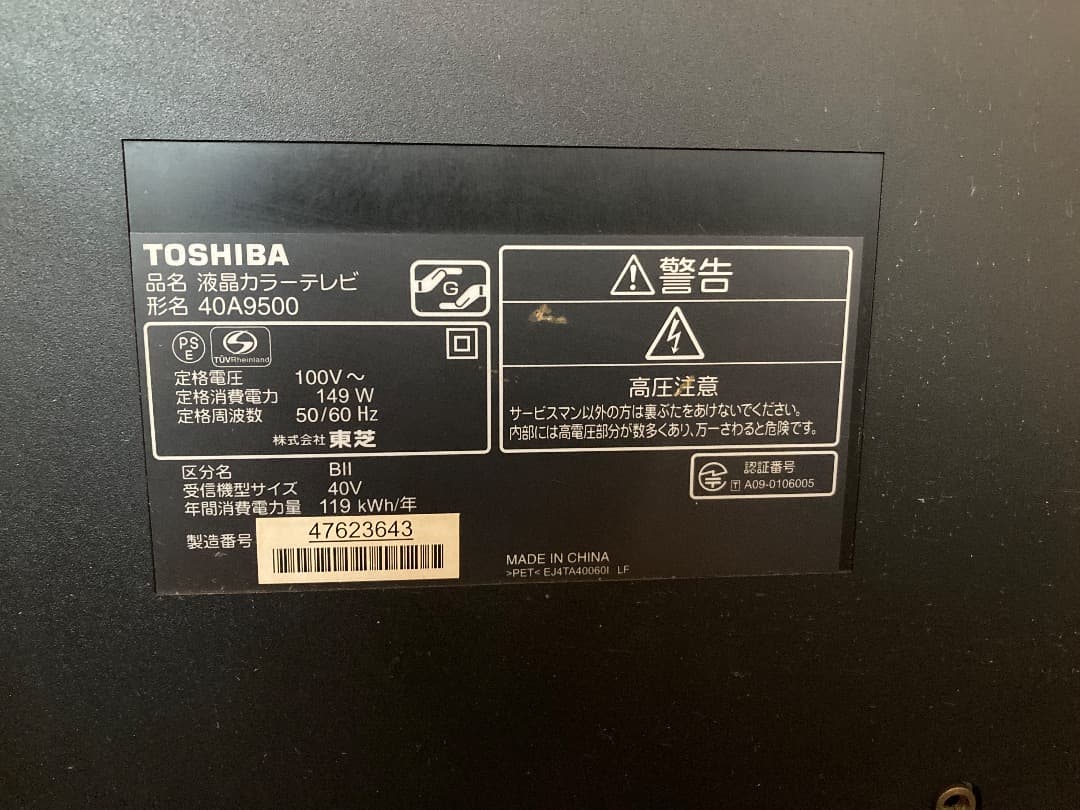 TOSHIBA
品名 液晶カラーテレビ
形名 40A9500
G
PS
E
TÜVRheinland
定格電圧 100V～
定格消費電力 149 W
定格周波数 50/60 Hz
株式会社 東芝
区分名 BII
受信機型サイズ 40V
年間消費電力量 119 kWh/年
製造番号 47623643
警告
高圧注意
サービスマン以外の方は裏ぶたをあけないでください。
内部には高電圧部分が数多くあり、万一さわると危険です。
認証番号
T A09-0106005
MADE IN CHINA
>PET< EJ4TA40060I LF